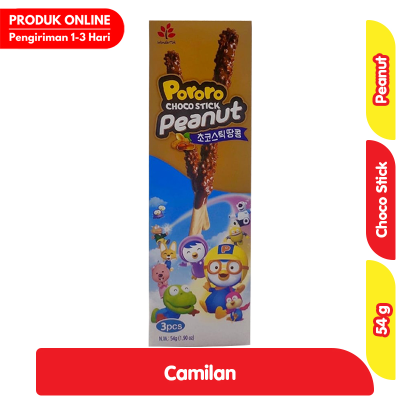 PRODUK ONLINE
Pengiriman 1-3 Hari
Pororo
CHOCO STICK
Peanut
초코스틱땅콩
3pcs
N.W.: 54g(1.90 oz)
Peanut
Choco Stick
54 g
Camilan